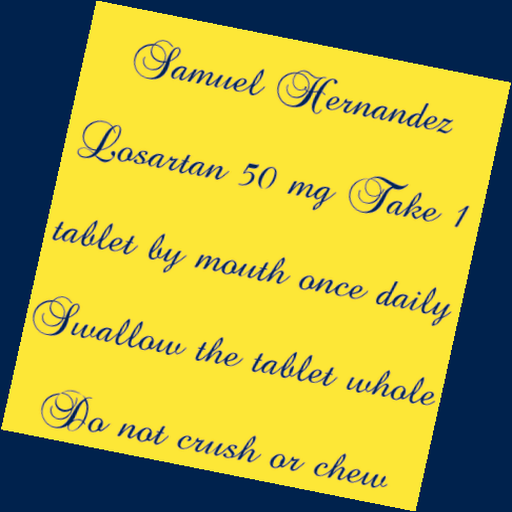 Samuel Hernandez
Losartan 50 mg Take 1
tablet by mouth once daily
Swallow the tablet whole
Do not crush or chew